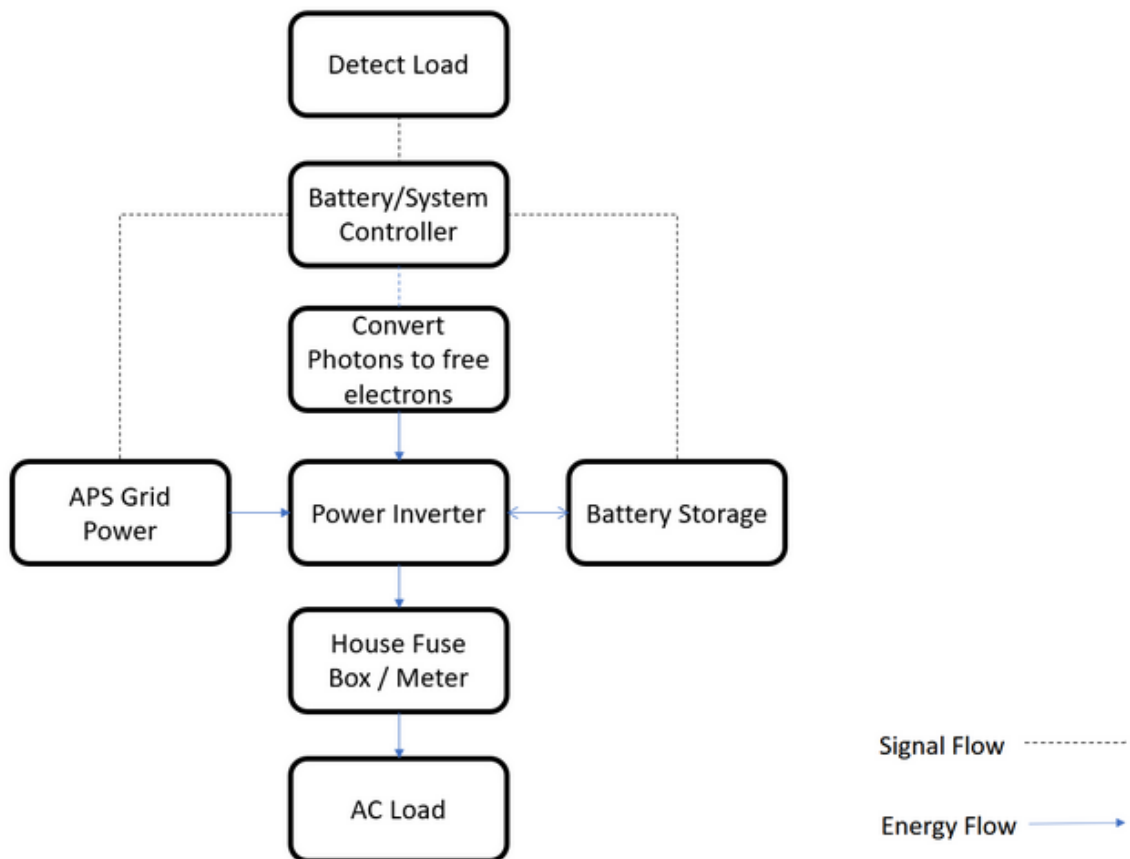 Detect Load
Battery/System
Controller
Convert
Photons to free
electrons
APS Grid
Power
Power Inverter
Battery Storage
House Fuse
Box / Meter
AC Load
Signal Flow
Energy Flow